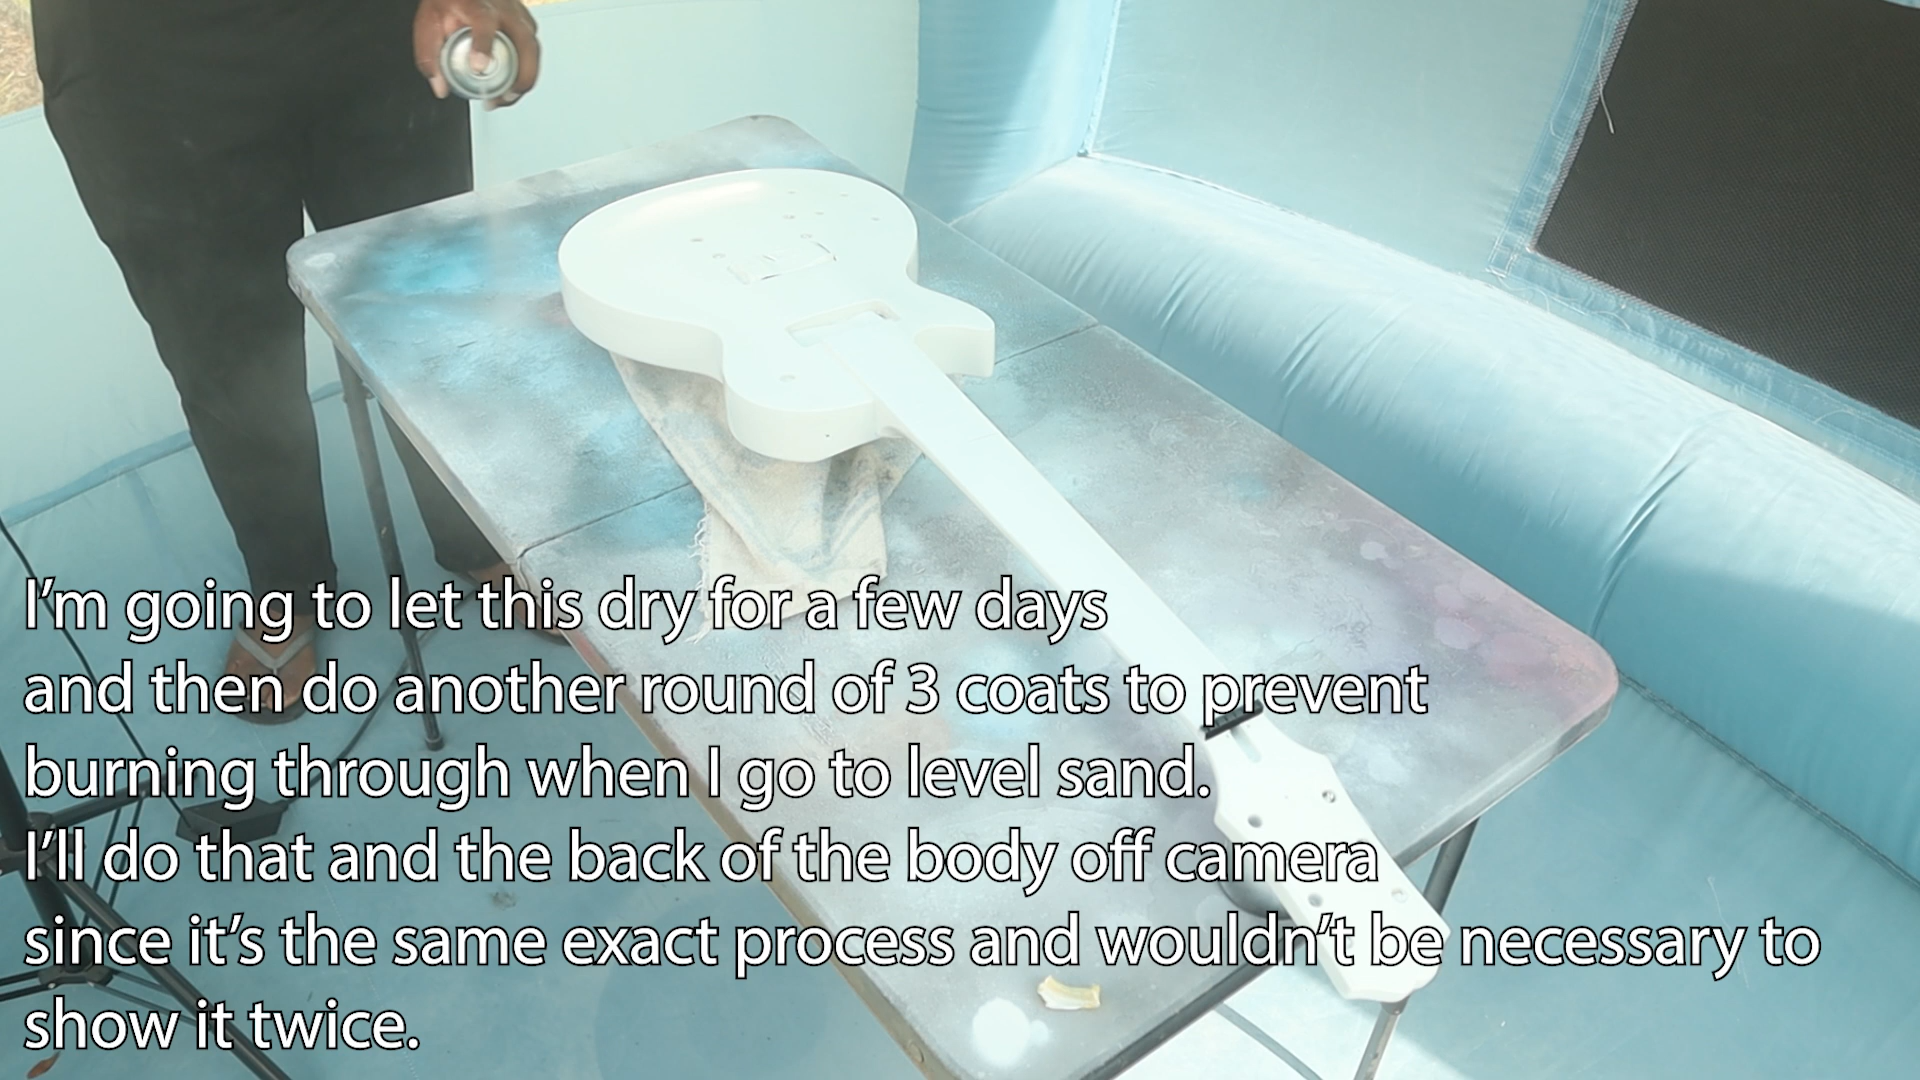 I'm going to let this dry for a few days
and then do another round of 3 coats to prevent
burning through when I go to level sand.
I'll do that and the back of the body off camera
since it's the same exact process and wouldn't be necessary to
show it twice.